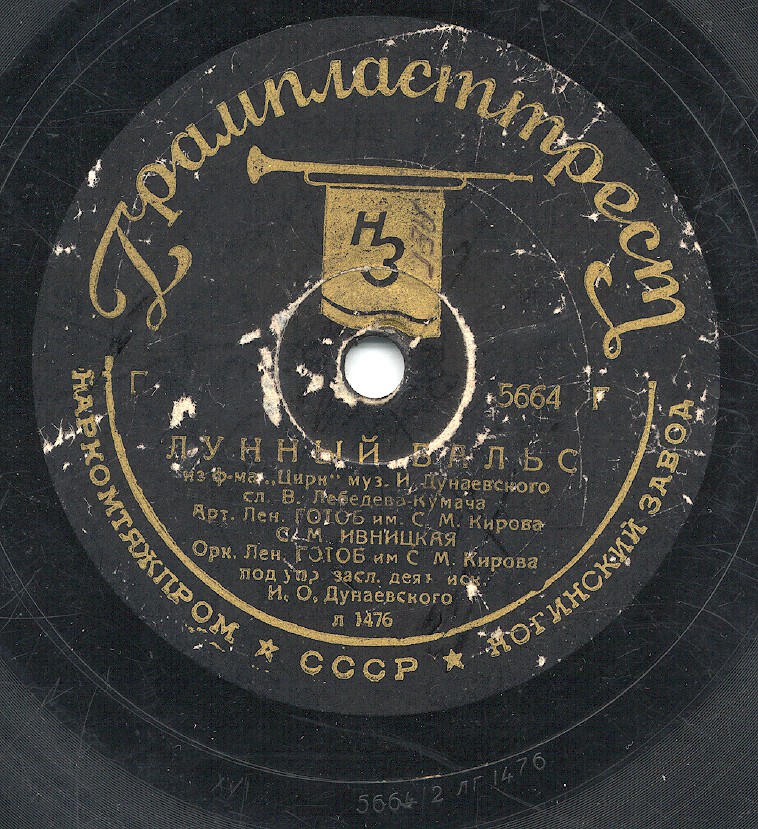 Грампласттрест
НЗ
Г 5664 Г
ЛУННЫЙ ВАЛЬС
из ф-ма „Цирк" муз. И. Дунаевского
сл. В. Лебедева-Кумача
Арт. Лен. ГОТОБ им. С. М. Кирова
С. М. ИВНИЦКАЯ
Орк. Лен. ГОТОБ им С. М. Кирова
под упр. засл. деят. иск.
И. О. Дунаевского
л 1476
НАРКОМТЯЖПРОМ ★ СССР ★ НОГИНСКИЙ ЗАВОД
XVI 5664/2 ЛГ 1476